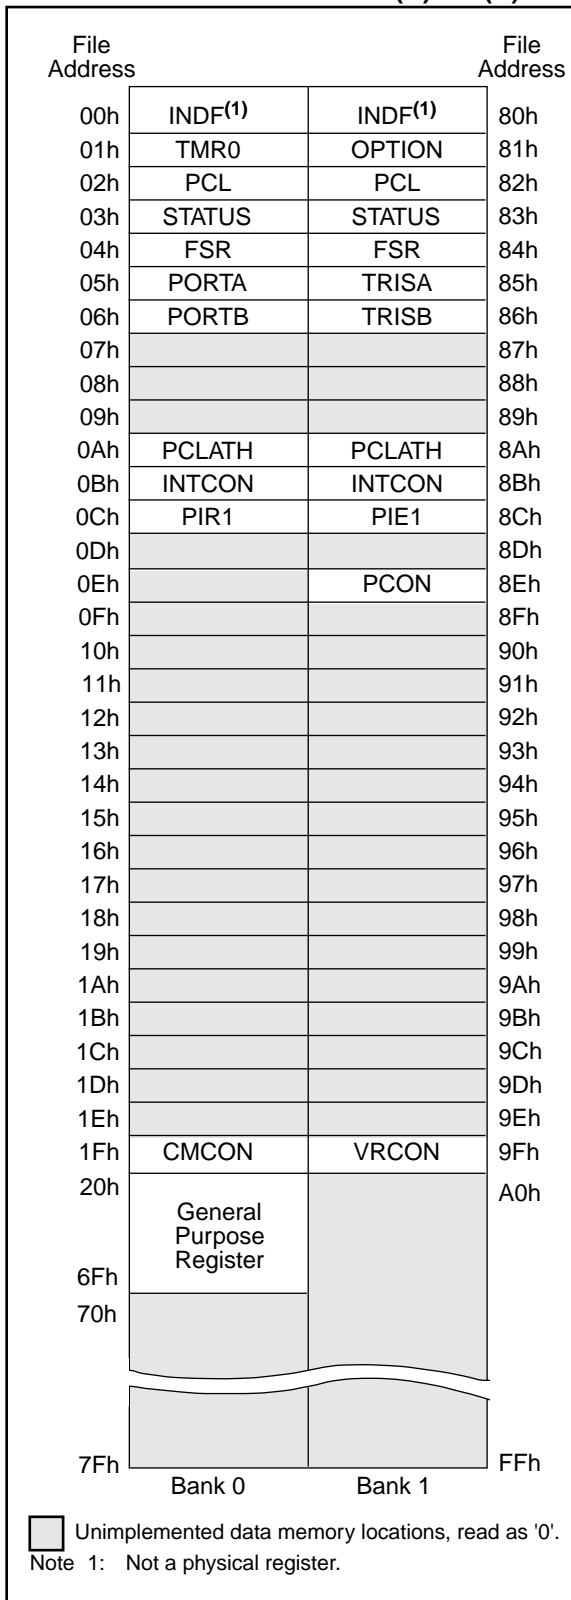 File Address File Address
00h INDF(1) INDF(1) 80h
01h TMR0 OPTION 81h
02h PCL PCL 82h
03h STATUS STATUS 83h
04h FSR FSR 84h
05h PORTA TRISA 85h
06h PORTB TRISB 86h
07h 87h
08h 88h
09h 89h
0Ah PCLATH PCLATH 8Ah
0Bh INTCON INTCON 8Bh
0Ch PIR1 PIE1 8Ch
0Dh 8Dh
0Eh PCON 8Eh
0Fh 8Fh
10h 90h
11h 91h
12h 92h
13h 93h
14h 94h
15h 95h
16h 96h
17h 97h
18h 98h
19h 99h
1Ah 9Ah
1Bh 9Bh
1Ch 9Ch
1Dh 9Dh
1Eh 9Eh
1Fh CMCON VRCON 9Fh
20h A0h
General
Purpose
Register
6Fh
70h
7Fh FFh
Bank 0 Bank 1
Unimplemented data memory locations, read as '0'.
Note 1: Not a physical register.